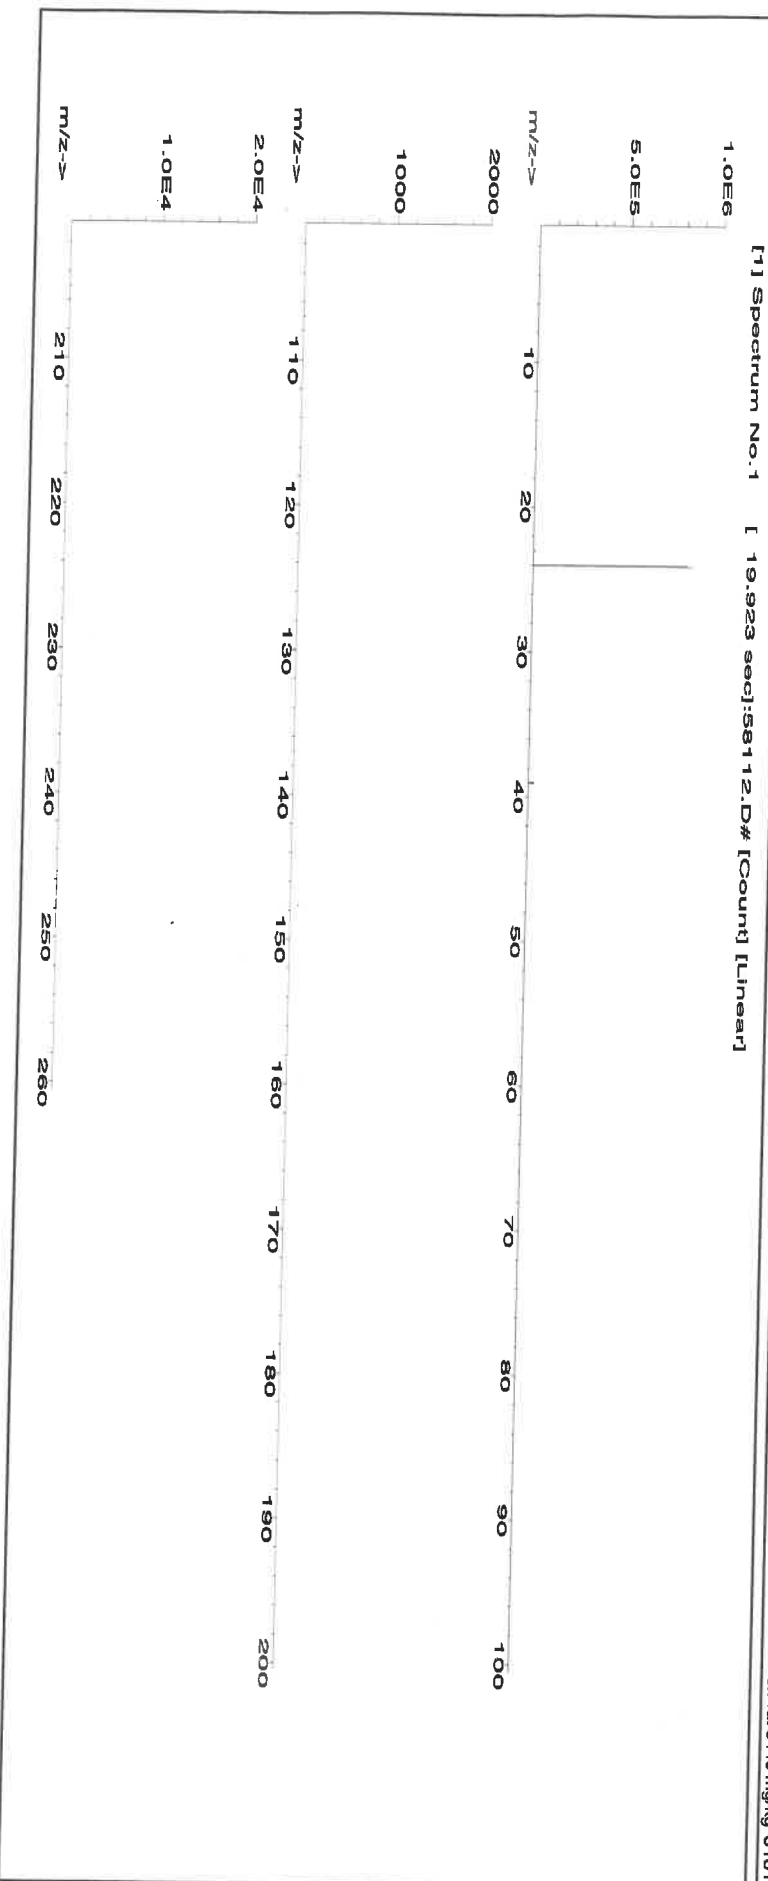 [1] Spectrum No.1 [ 19.923 sec]:58112.D# [Count] [Linear]
1.0E6
5.0E5
m/z-> 10 20 30 40 50 60 70 80 90 100
2000
1000
m/z-> 110 120 130 140 150 160 170 180 190 200
2.0E4
1.0E4
m/z-> 210 220 230 240 250 260